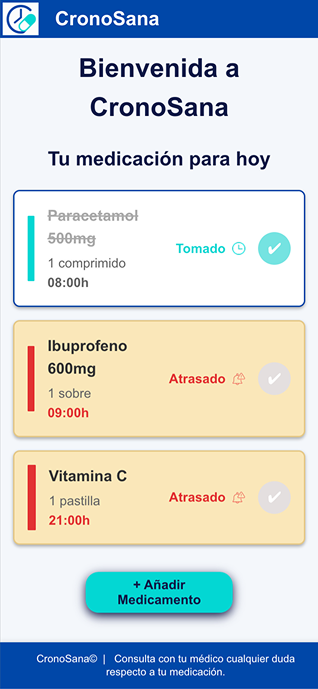 CronoSana
Bienvenida a
CronoSana
Tu medicación para hoy
Paracetamol
500mg
1 comprimido
08:00h
Tomado
Ibuprofeno
600mg
1 sobre
09:00h
Atrasado
Vitamina C
1 pastilla
21:00h
Atrasado
+ Añadir
Medicamento
CronoSana© | Consulta con tu médico cualquier duda
respecto a tu medicación.